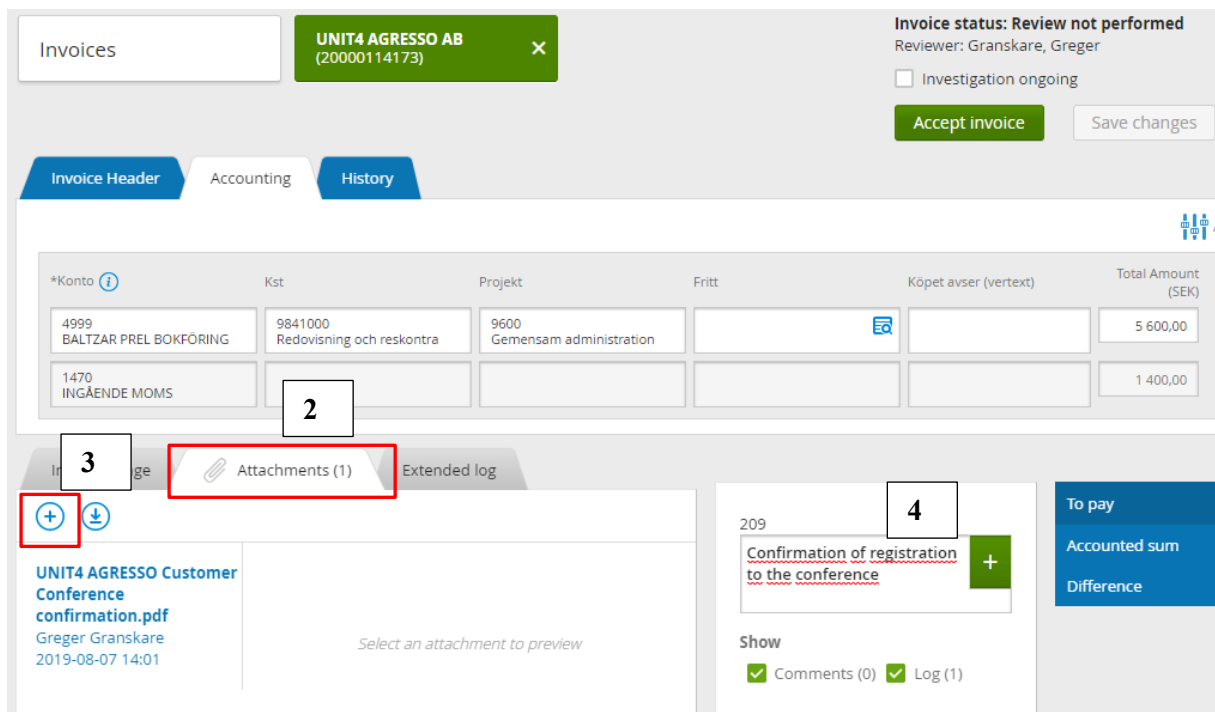 Invoices
UNIT4 AGRESSO AB
(20000114173)
Invoice status: Review not performed
Reviewer: Granskare, Greger
Investigation ongoing
Accept invoice
Save changes
Invoice Header
Accounting
History
*Konto
Kst
Projekt
Fritt
Köpet avser (vertext)
Total Amount
(SEK)
4999
BALTZAR PREL BOKFÖRING
9841000
Redovisning och reskontra
9600
Gemensam administration
5 600,00
1470
INGÅENDE MOMS
1 400,00
2
3
Attachments (1)
Extended log
4
209
Confirmation of registration
to the conference
To pay
Accounted sum
Difference
UNIT4 AGRESSO Customer
Conference
confirmation.pdf
Greger Granskare
2019-08-07 14:01
Select an attachment to preview
Show
Comments (0)
Log (1)